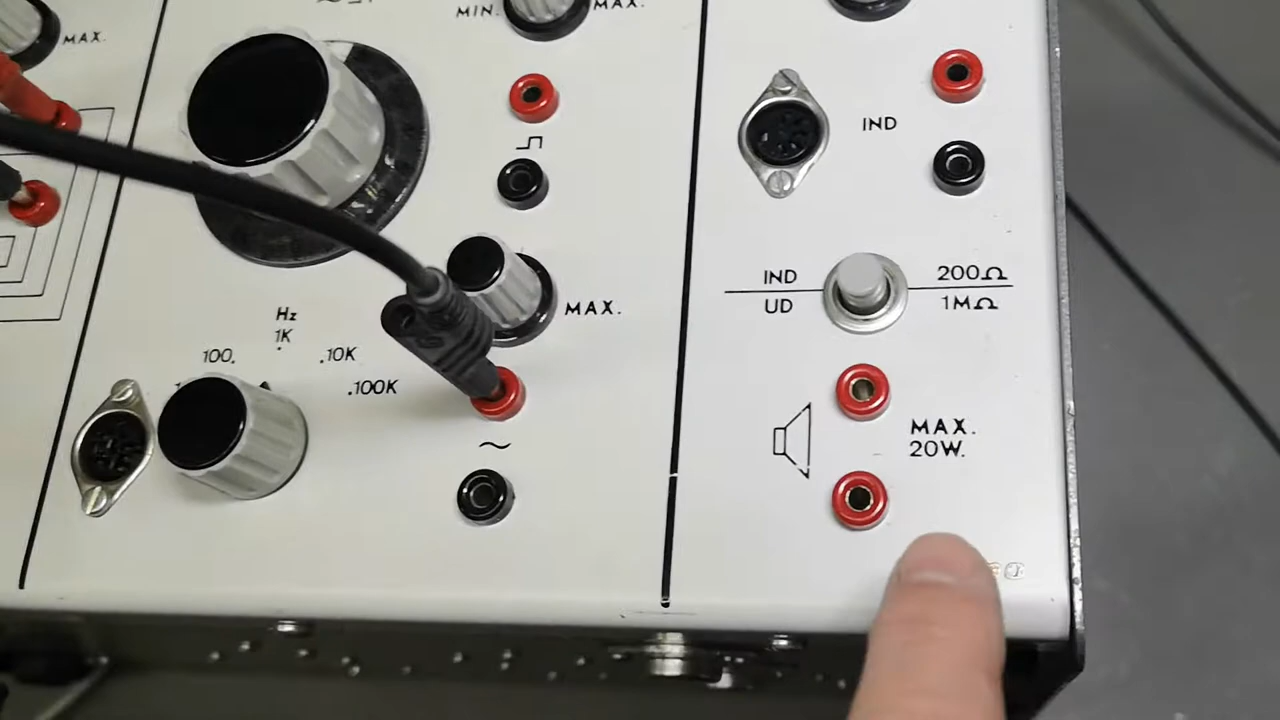 MAX.
MIN.
MAX.
IND
IND
200Ω
UD
1MΩ
MAX.
Hz
1K
100.
.10K
.100K
MAX.
20W.